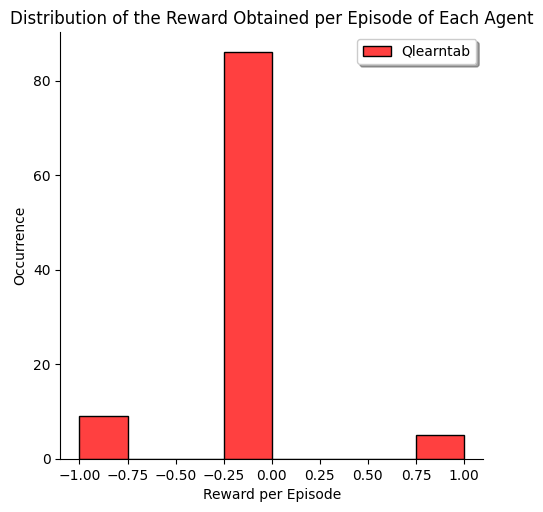 Distribution of the Reward Obtained per Episode of Each Agent
Qlearntab
80
60
40
20
0
Occurrence
−1.00 −0.75 −0.50 −0.25 0.00 0.25 0.50 0.75 1.00
Reward per Episode